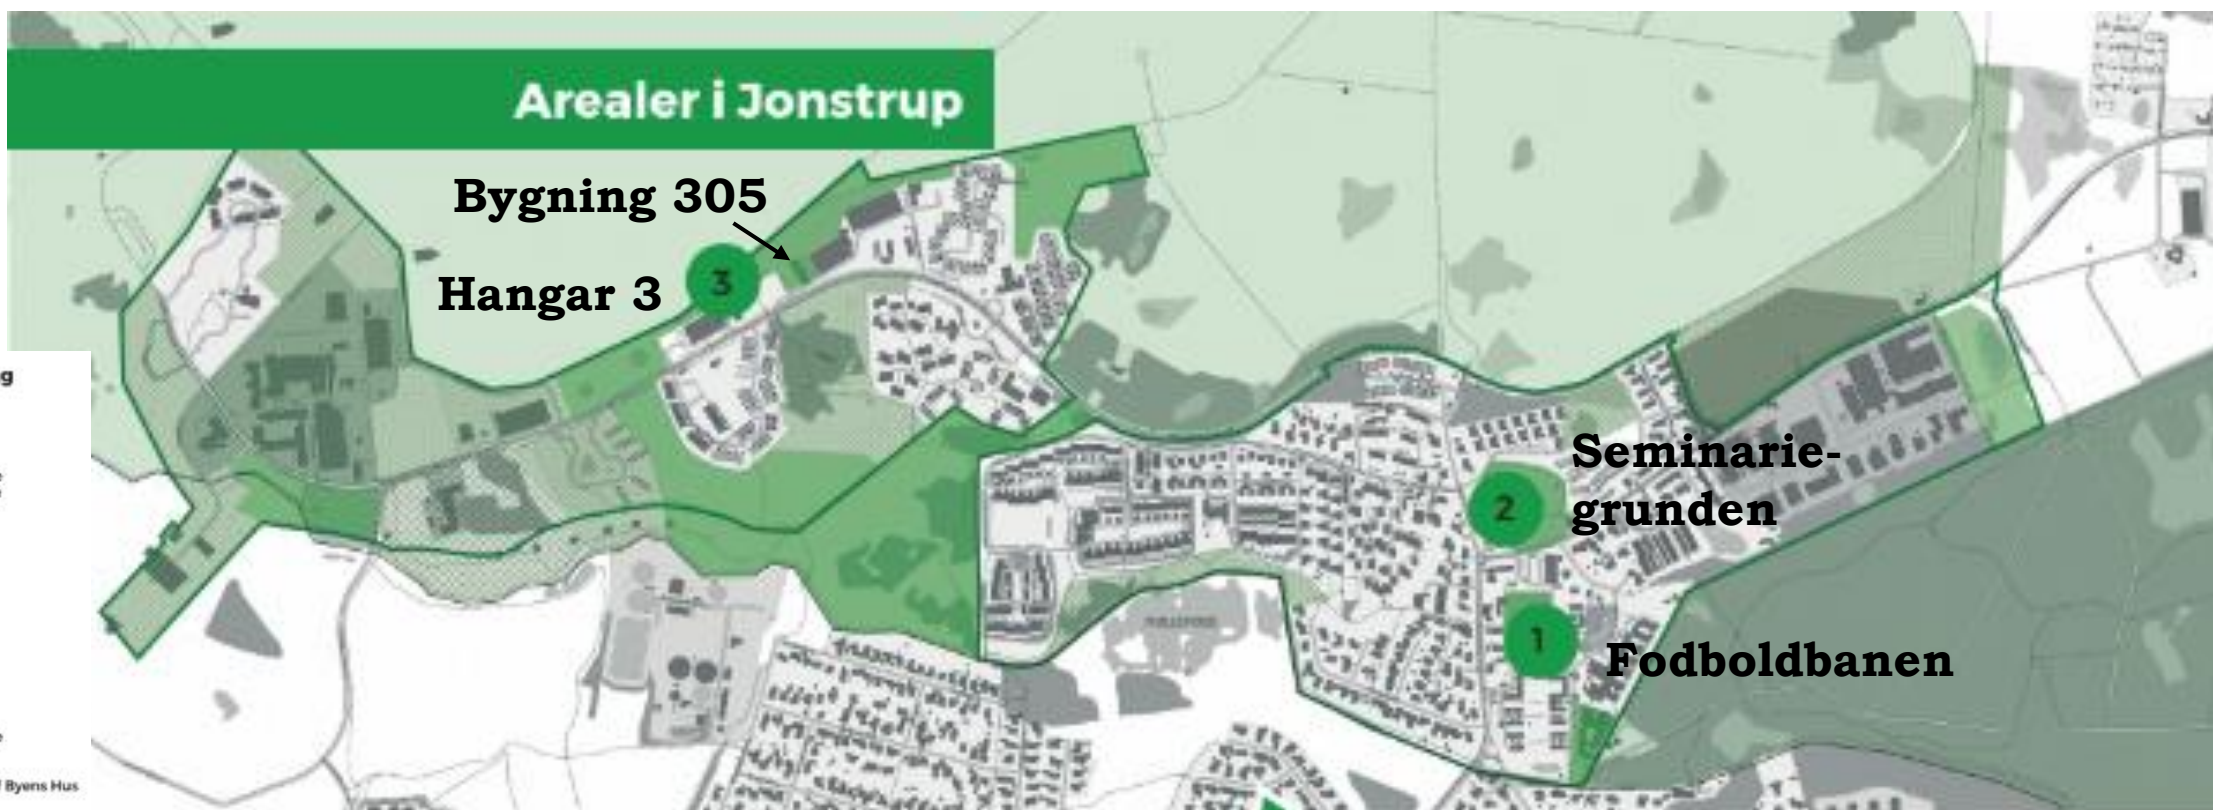 Arealer i Jonstrup
Bygning 305
Hangar 3
3
g
Seminarie-
grunden
2
1
Fodboldbanen
Byens Hus